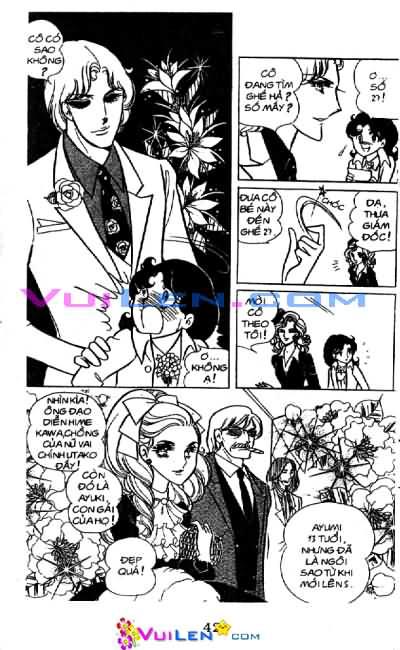 CÔ CÓ
SAO
KHÔNG
?
CÔ
ĐANG TÌM
GHẾ HẢ?
SỐ MẤY?
Ơ...
SỐ
27!
ĐƯA CÔ
BÉ NÀY
ĐẾN
GHẾ 27.
CHÓC
DẠ,
THƯA
GIÁM
ĐỐC!
MỜI
CÔ
THEO
TÔI!
Ơ...
KHÔNG
Ạ!
VUILEN.COM
NHÌN KÌA!
ÔNG ĐẠO
DIỄN HIME
KAWA, CHỒNG
CỦA NỮ VAI
CHÍNH UTAKO
ĐẤY!
CÒN
ĐÓ LÀ
AYUKI,
CON GÁI
CỦA HỌ!
ĐẸP
QUÁ!
AYUMI
13 TUỔI,
NHƯNG ĐÃ
LÀ NGÔI
SAO TỪ KHI
MỚI LÊN 5.
42
VUILEN.COM